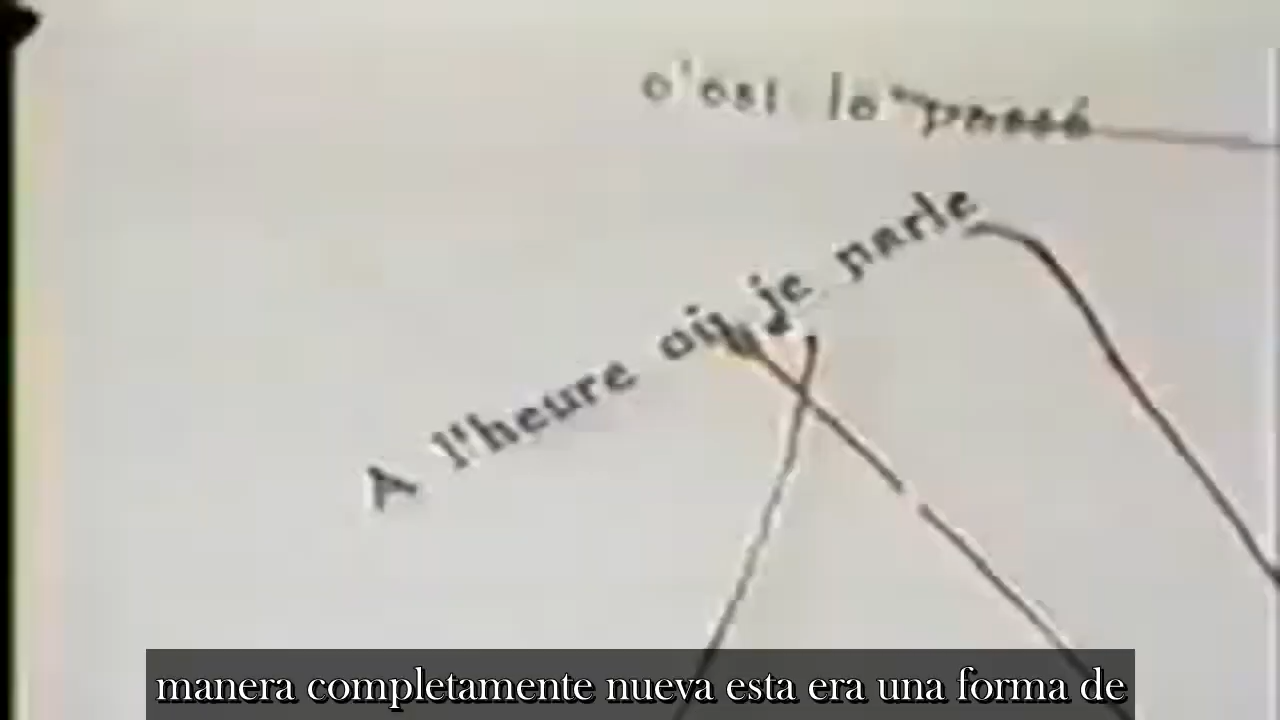 c'est le passé
A l'heure où je parle
manera completamente nueva esta era una forma de